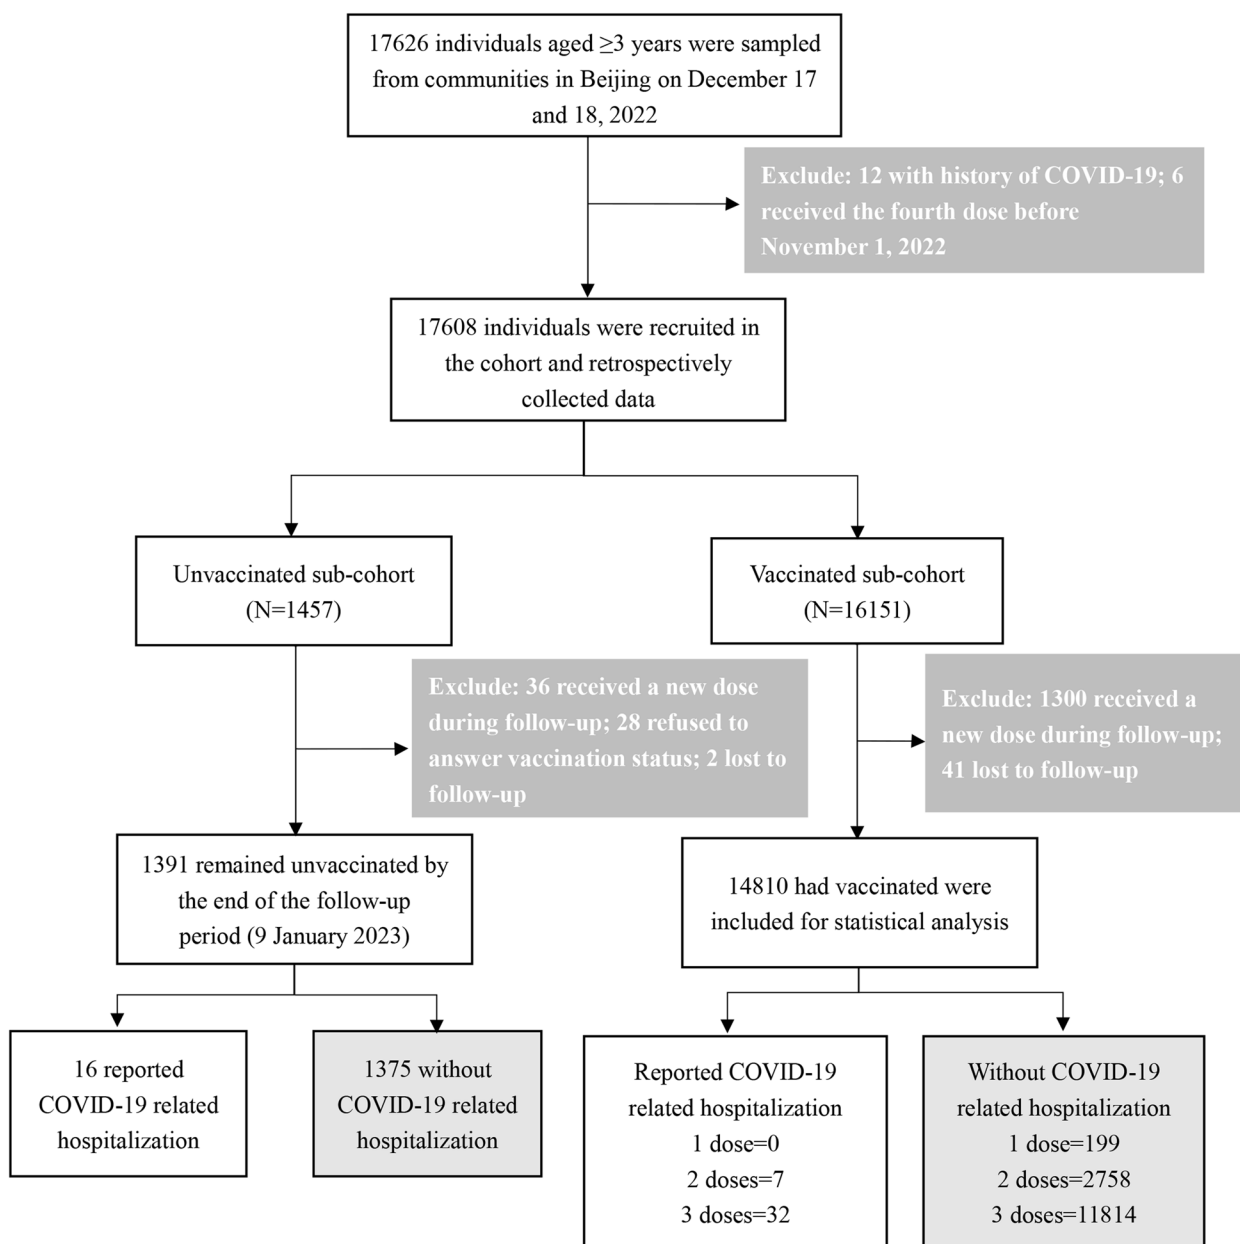 17626 individuals aged ≥3 years were sampled
from communities in Beijing on December 17
and 18, 2022
Exclude: 12 with history of COVID-19; 6
received the fourth dose before
November 1, 2022
17608 individuals were recruited in
the cohort and retrospectively
collected data
Unvaccinated sub-cohort
(N=1457)
Vaccinated sub-cohort
(N=16151)
Exclude: 36 received a new dose
during follow-up; 28 refused to
answer vaccination status; 2 lost to
follow-up
Exclude: 1300 received a
new dose during follow-up;
41 lost to follow-up
1391 remained unvaccinated by
the end of the follow-up
period (9 January 2023)
14810 had vaccinated were
included for statistical analysis
16 reported
COVID-19 related
hospitalization
1375 without
COVID-19 related
hospitalization
Reported COVID-19
related hospitalization
1 dose=0
2 doses=7
3 doses=32
Without COVID-19
related hospitalization
1 dose=199
2 doses=2758
3 doses=11814